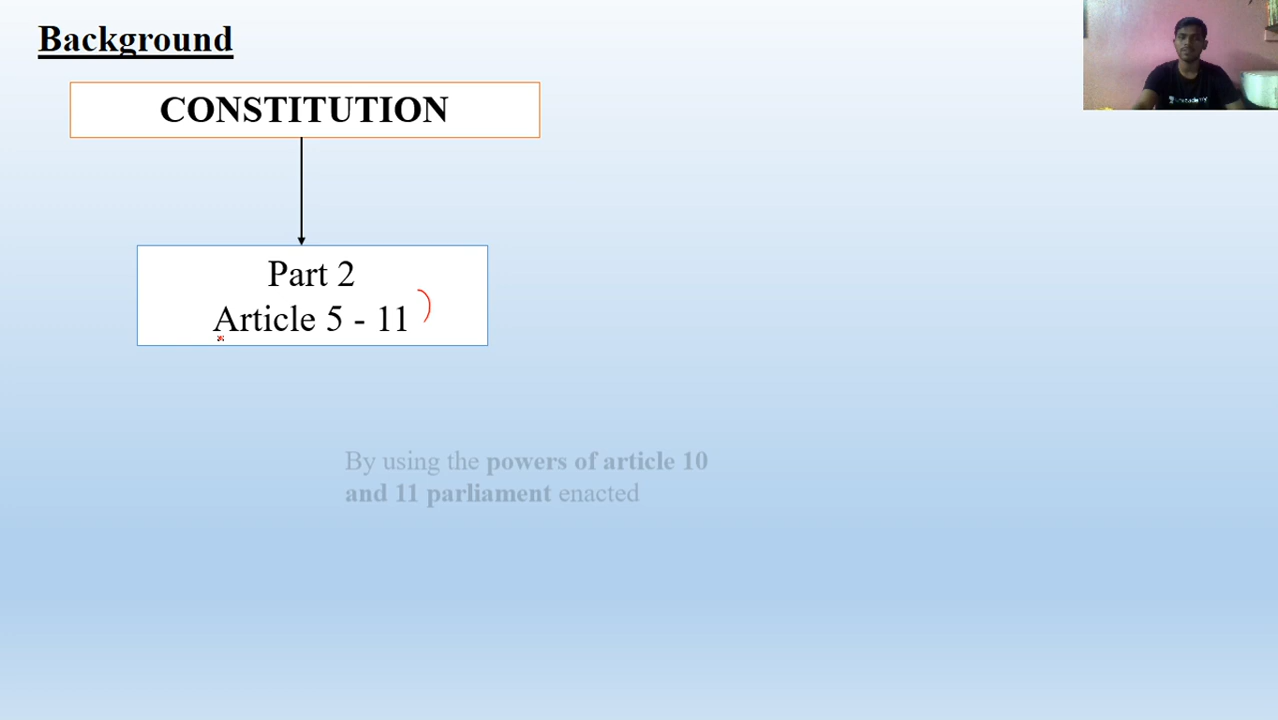 Background
CONSTITUTION
Part 2
Article 5 - 11
By using the powers of article 10
and 11 parliament enacted